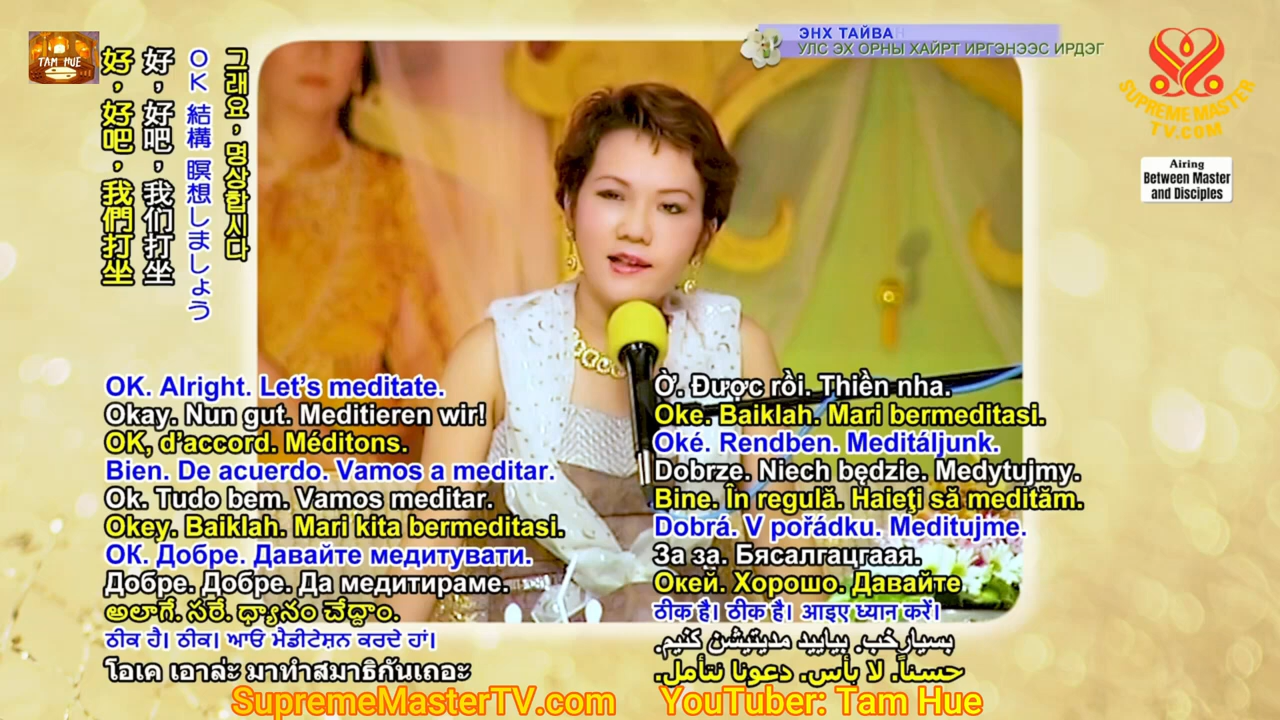 TAM HUE
ЭНХ ТАЙВАН
УЛС ЭХ ОРНЫ ХАЙРТ ИРГЭНЭЭС ИРДЭГ
SUPREME MASTER
TV.COM
Airing
Between Master
and Disciples
好，好吧，我們打坐
好，好吧，我们打坐
OK 結構 瞑想しましょう
그래요, 명상합시다
OK. Alright. Let’s meditate.
Okay. Nun gut. Meditieren wir!
OK, d’accord. Méditons.
Bien. De acuerdo. Vamos a meditar.
Ok. Tudo bem. Vamos meditar.
Okey. Baiklah. Mari kita bermeditasi.
ОК. Добре. Давайте медитувати.
Добре. Добре. Да медитираме.
అలాగే. సరే. ధ్యానం చేద్దాం.
ਠੀਕ ਹੈ। ਠੀਕ। ਆਓ ਮੈਡੀਟੇਸ਼ਨ ਕਰਦੇ ਹਾਂ।
โอเค เอาล่ะ มาทำสมาธิกันเถอะ
Ờ. Được rồi. Thiền nha.
Oke. Baiklah. Mari bermeditasi.
Oké. Rendben. Meditáljunk.
Dobrze. Niech będzie. Medytujmy.
Bine. În regulă. Haieţi să medităm.
Dobrá. V pořádku. Meditujme.
За за. Бясалгацгаая.
Окей. Хорошо. Давайте
ठीक है। ठीक है। आइए ध्यान करें।
بسیار خب. بیایید مدیتیشن کنیم.
حسناً. لا بأس. دعونا نتأمل.
SupremeMasterTV.com
YouTuber: Tam Hue